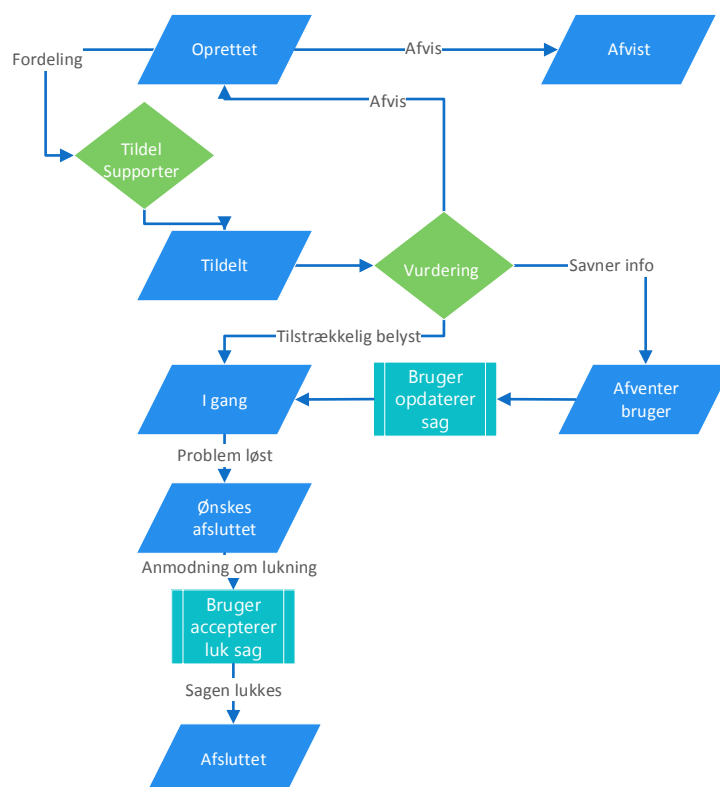 Oprettet
Afvis
Afvist
Fordeling
Afvis
Tildel
Supporter
Tildelt
Vurdering
Savner info
Tilstrækkelig belyst
I gang
Bruger
opdaterer
sag
Afventer
bruger
Problem løst
Ønskes
afsluttet
Anmodning om lukning
Bruger
accepterer
luk sag
Sagen lukkes
Afsluttet